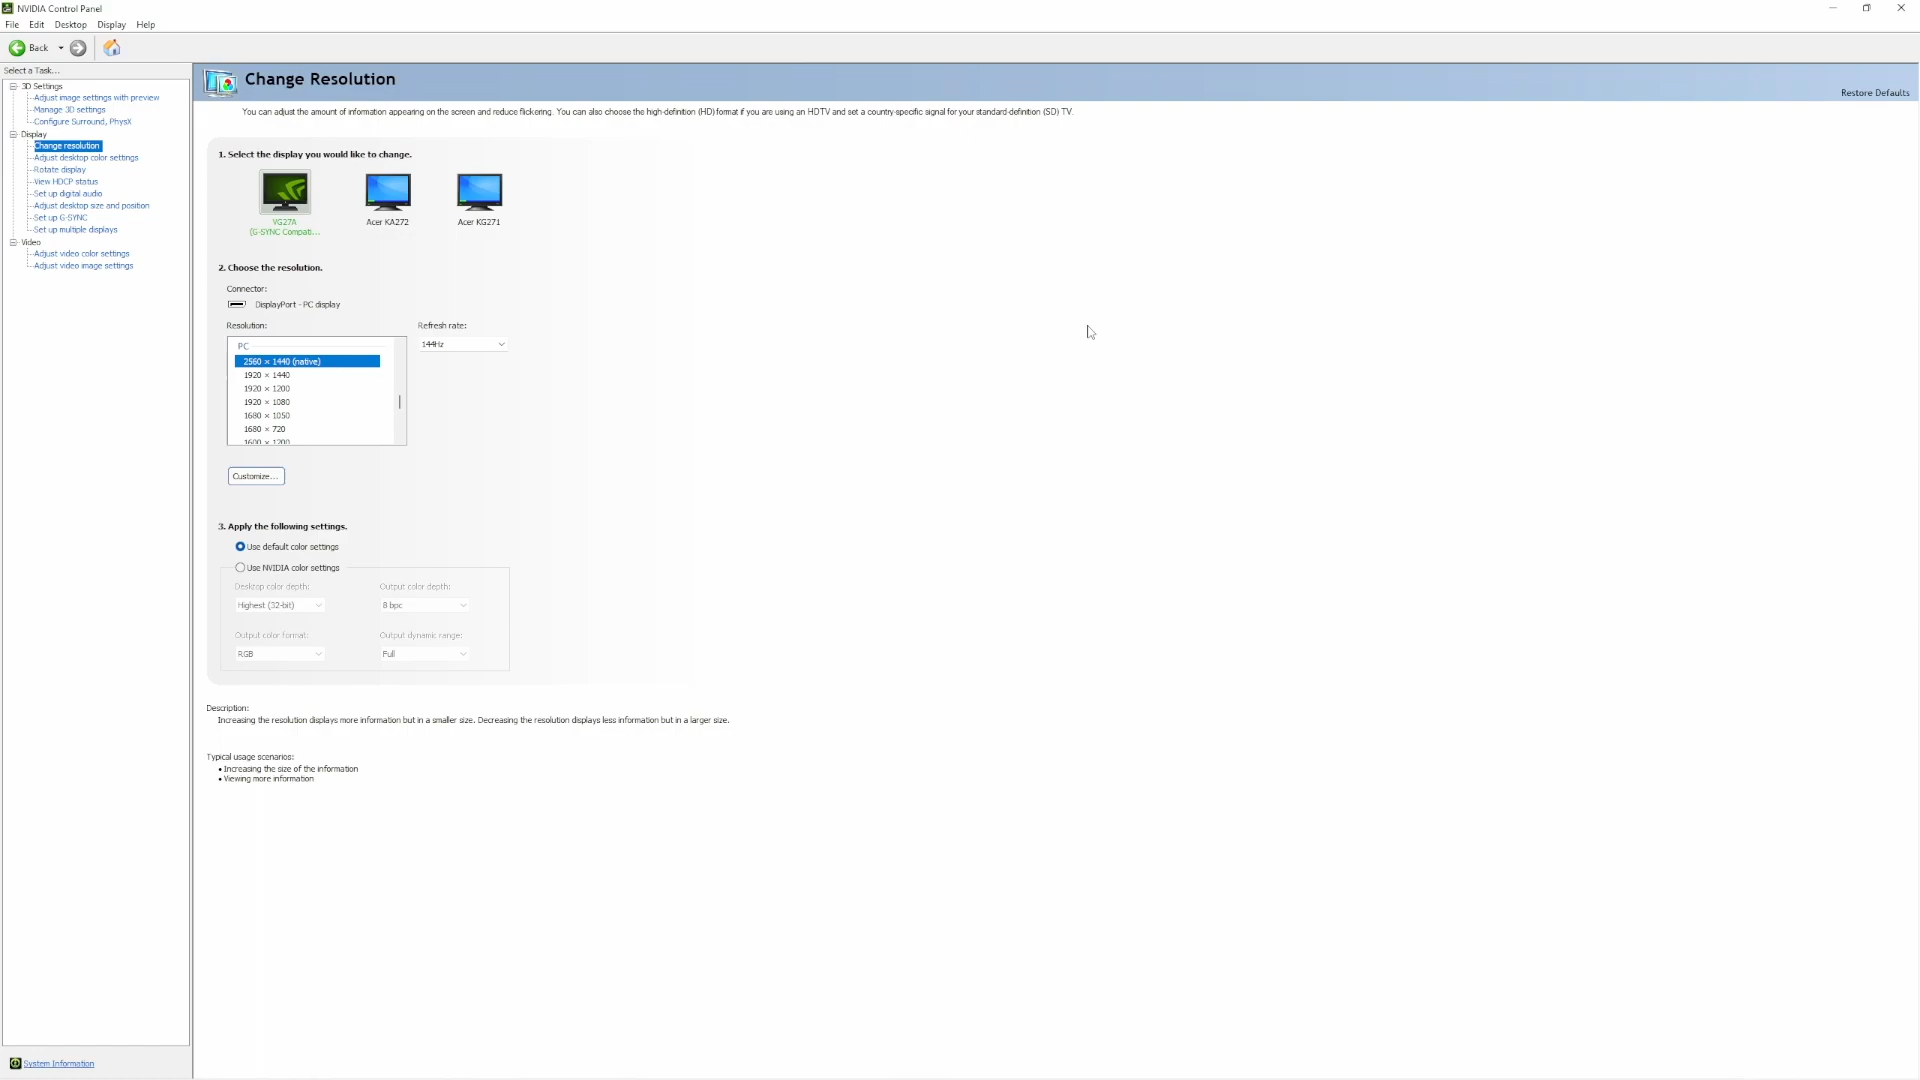 NVIDIA Control Panel
File Edit Desktop Display Help
Back
Select a Task...
3D Settings
Adjust image settings with preview
Manage 3D settings
Configure Surround, PhysX
Display
Change resolution
Adjust desktop color settings
Rotate display
View HDCP status
Set up digital audio
Adjust desktop size and position
Set up G-SYNC
Set up multiple displays
Video
Adjust video color settings
Adjust video image settings
System Information
Change Resolution
Restore Defaults
You can adjust the amount of information appearing on the screen and reduce flickering. You can also choose the high-definition (HD) format if you are using an HDTV and set a country-specific signal for your standard-definition (SD) TV.
1. Select the display you would like to change.
VG27A
(G-SYNC Compati...
Acer KA272
Acer KG271
2. Choose the resolution.
Connector:
DisplayPort - PC display
Resolution:
Refresh rate:
PC
144Hz
2560 × 1440 (native)
1920 × 1440
1920 × 1200
1920 × 1080
1680 × 1050
1680 × 720
1600 × 1200
Customize...
3. Apply the following settings.
Use default color settings
Use NVIDIA color settings
Desktop color depth:
Output color depth:
Highest (32-bit)
8 bpc
Output color format:
Output dynamic range:
RGB
Full
Description:
Increasing the resolution displays more information but in a smaller size. Decreasing the resolution displays less information but in a larger size.
Typical usage scenarios:
• Increasing the size of the information
• Viewing more information